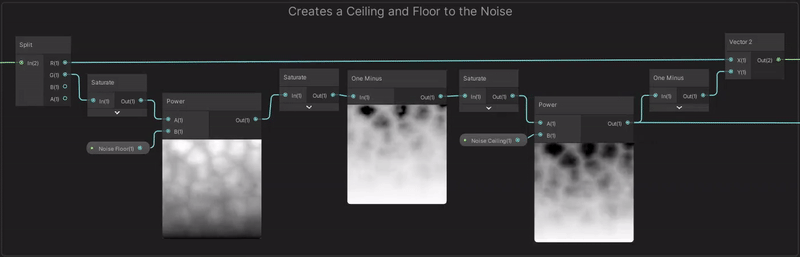 Creates a Ceiling and Floor to the Noise
Split
In(2) R(1)
G(1)
B(1)
A(1)
Saturate
In(1) Out(1)
Power
A(1) Out(1)
B(1)
Noise Floor(1)
Saturate
In(1) Out(1)
One Minus
In(1) Out(1)
Saturate
In(1) Out(1)
Power
A(1) Out(1)
B(1)
Noise Ceiling(1)
One Minus
In(1) Out(1)
Vector 2
X(1) Out(2)
Y(1)